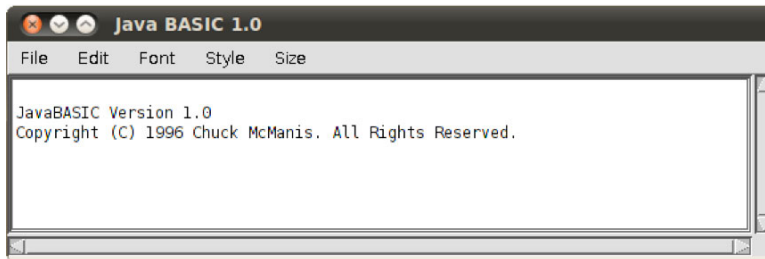 Java BASIC 1.0
File Edit Font Style Size
JavaBASIC Version 1.0
Copyright (C) 1996 Chuck McManis. All Rights Reserved.